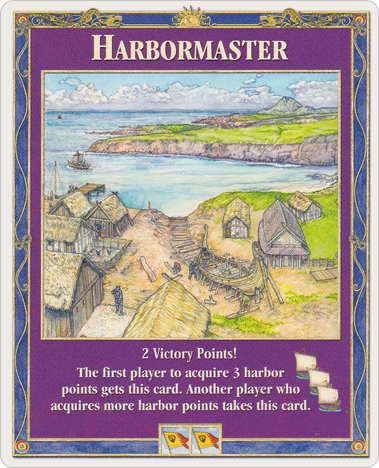 HARBORMASTER
2 Victory Points!
The first player to acquire 3 harbor
points gets this card. Another player who
acquires more harbor points takes this card.